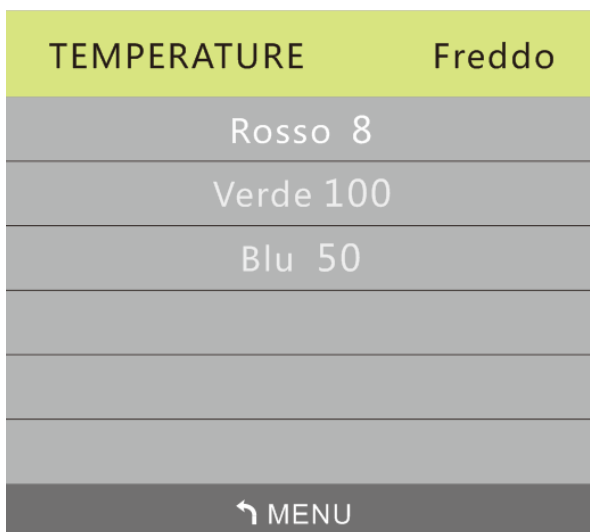 TEMPERATURE Freddo
Rosso 8
Verde 100
Blu 50
MENU